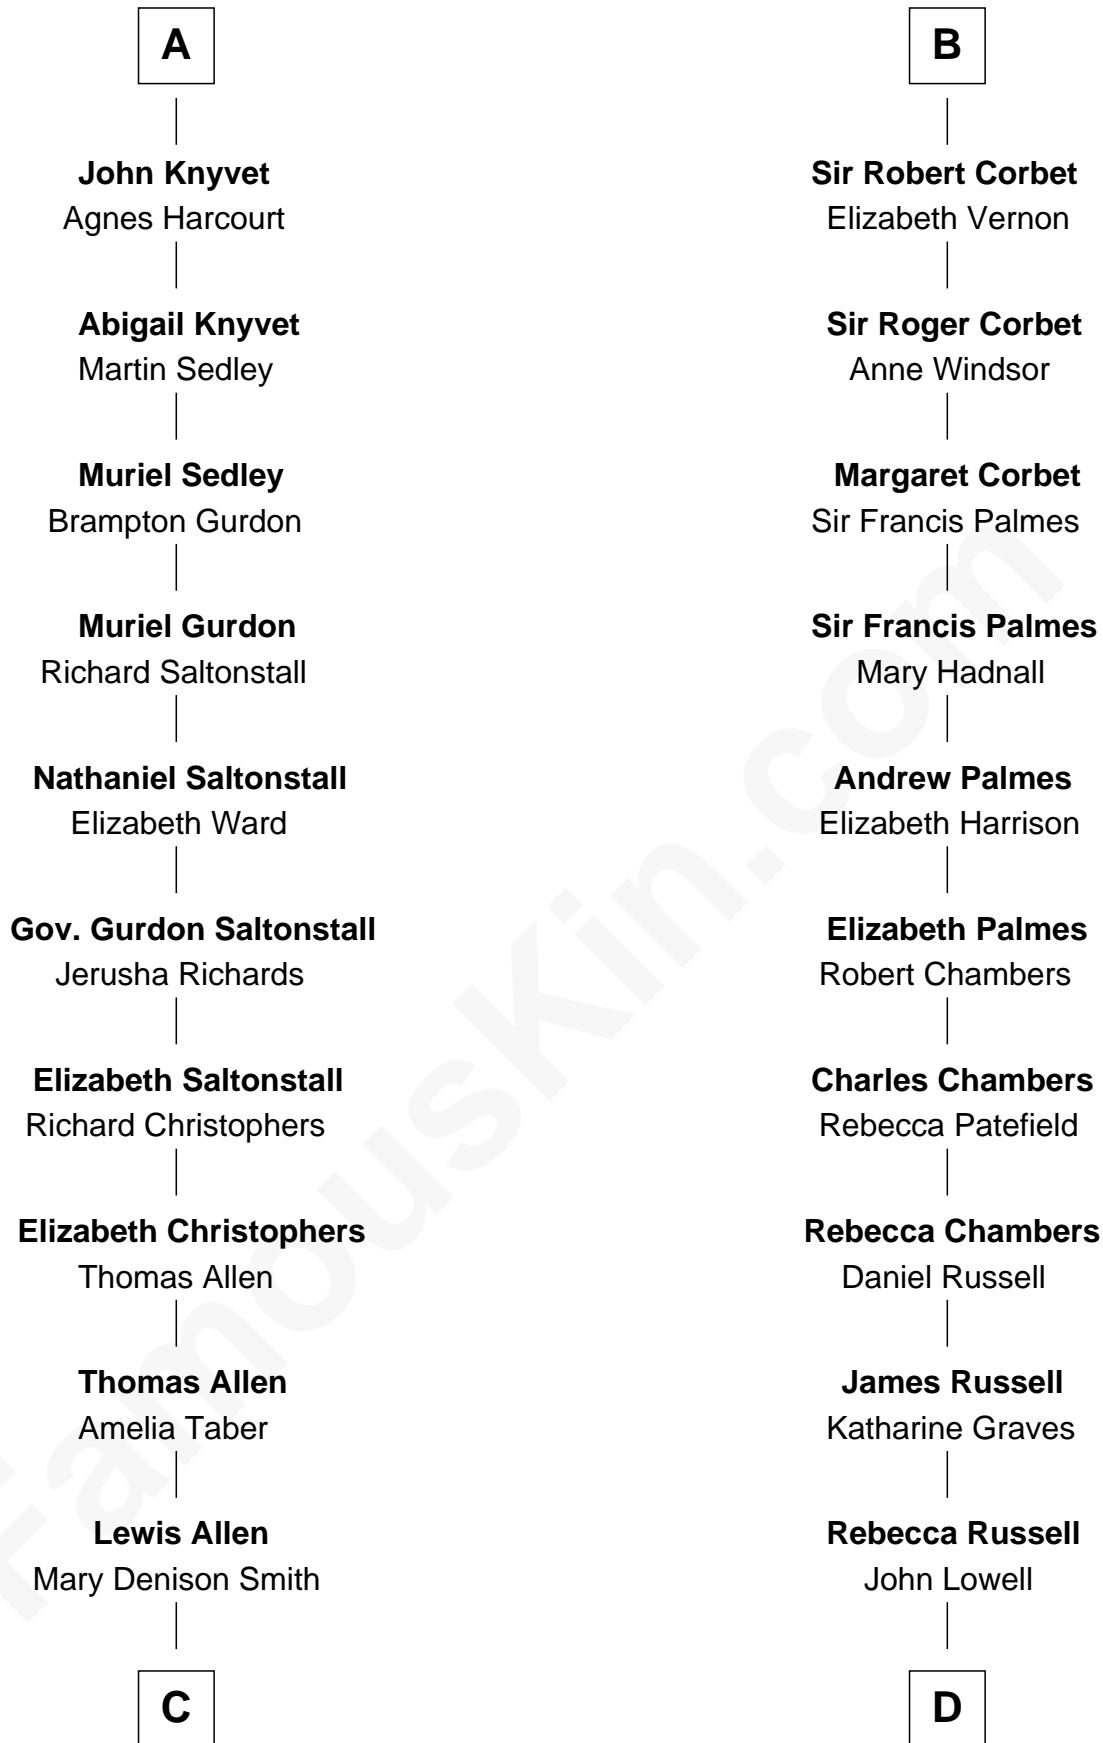 A
John Knyvet
Agnes Harcourt
Abigail Knyvet
Martin Sedley
Muriel Sedley
Brampton Gurdon
Muriel Gurdon
Richard Saltonstall
Nathaniel Saltonstall
Elizabeth Ward
Gov. Gurdon Saltonstall
Jerusha Richards
Elizabeth Saltonstall
Richard Christophers
Elizabeth Christophers
Thomas Allen
Thomas Allen
Amelia Taber
Lewis Allen
Mary Denison Smith
C
B
Sir Robert Corbet
Elizabeth Vernon
Sir Roger Corbet
Anne Windsor
Margaret Corbet
Sir Francis Palmes
Sir Francis Palmes
Mary Hadnall
Andrew Palmes
Elizabeth Harrison
Elizabeth Palmes
Robert Chambers
Charles Chambers
Rebecca Patefield
Rebecca Chambers
Daniel Russell
James Russell
Katharine Graves
Rebecca Russell
John Lowell
D
FamousKin.com